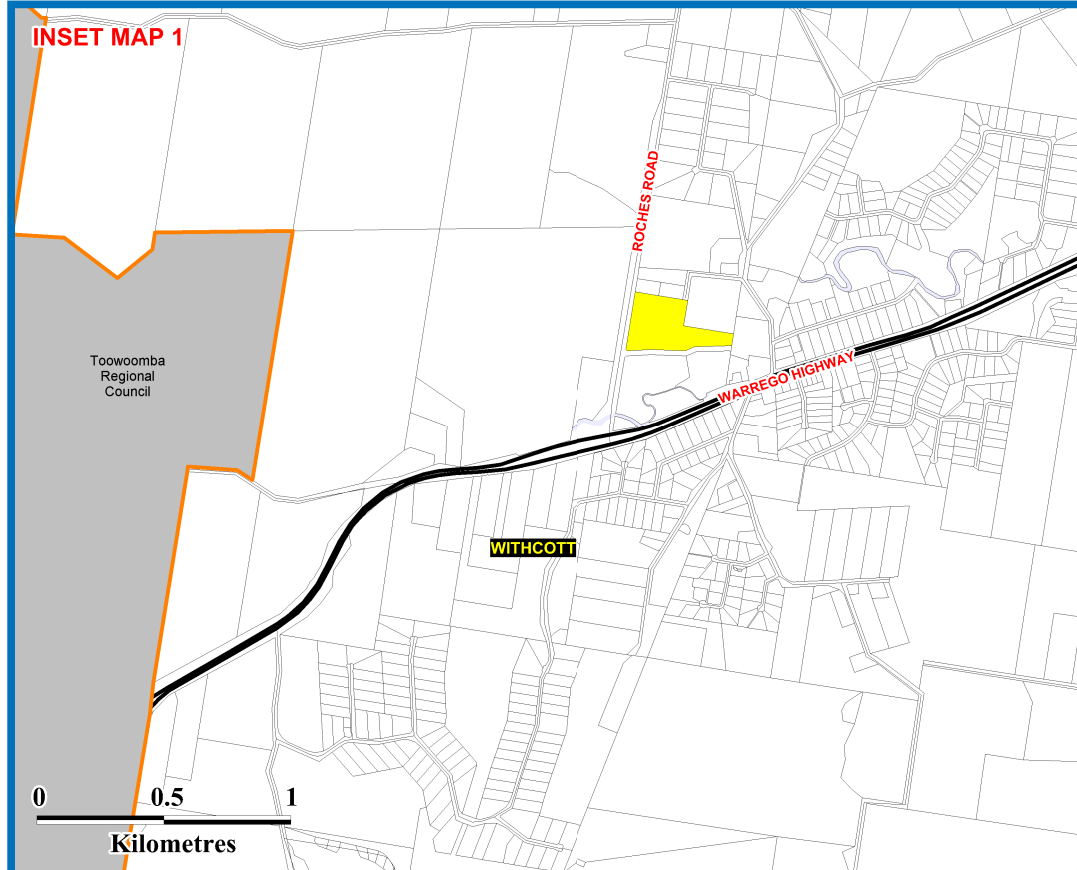 INSET MAP 1
ROCHES ROAD
Toowoomba
Regional
Council
WARREGO HIGHWAY
WITHCOTT
0 0.5 1
Kilometres